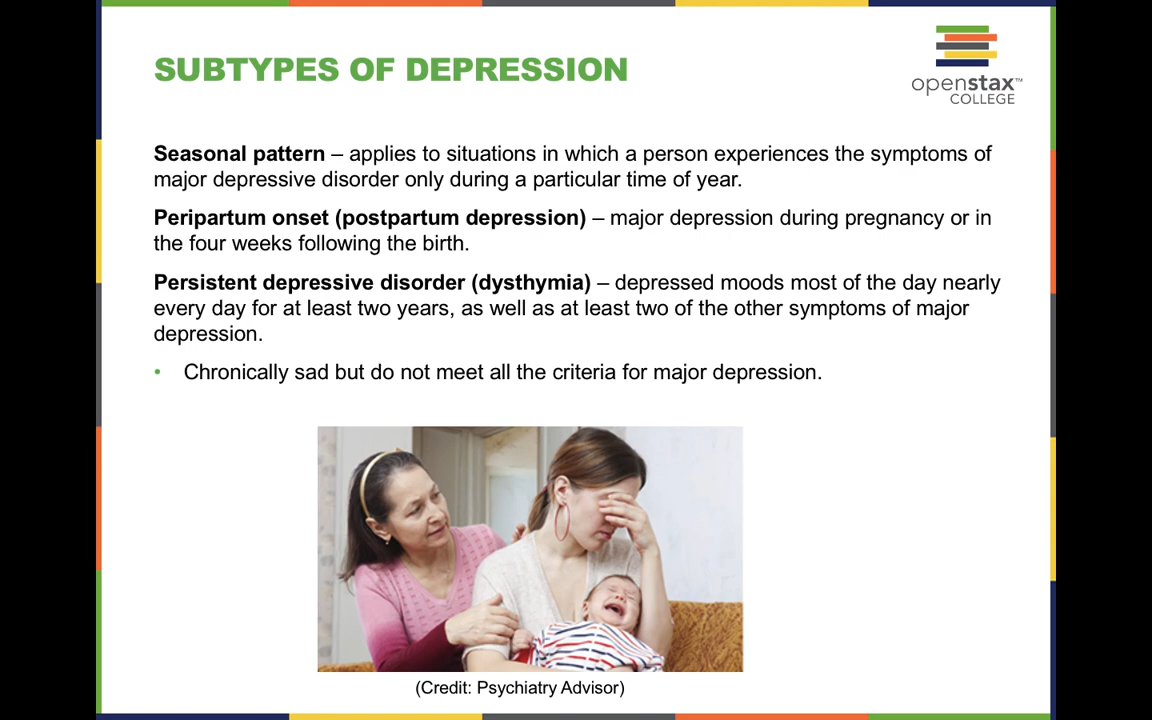 SUBTYPES OF DEPRESSION
openstax™
COLLEGE
Seasonal pattern – applies to situations in which a person experiences the symptoms of
major depressive disorder only during a particular time of year.
Peripartum onset (postpartum depression) – major depression during pregnancy or in
the four weeks following the birth.
Persistent depressive disorder (dysthymia) – depressed moods most of the day nearly
every day for at least two years, as well as at least two of the other symptoms of major
depression.
• Chronically sad but do not meet all the criteria for major depression.
(Credit: Psychiatry Advisor)